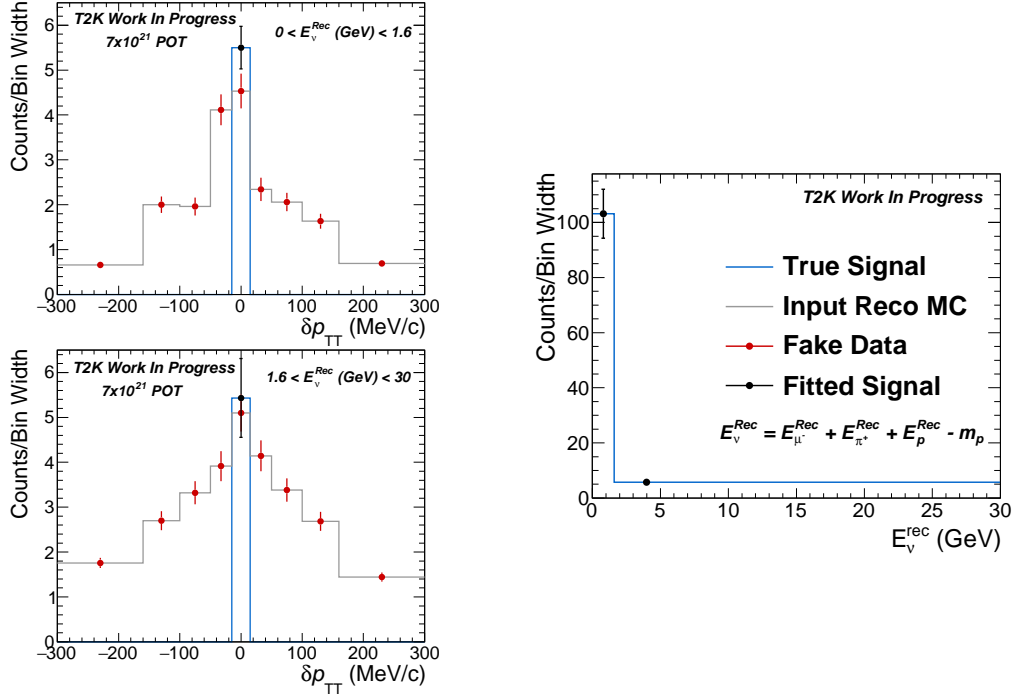 T2K Work In Progress
7x10²¹ POT
0 < E_ν^Rec (GeV) < 1.6
Counts/Bin Width
6
5
4
3
2
1
0
−300 −200 −100 0 100 200 300
δp_TT (MeV/c)
T2K Work In Progress
7x10²¹ POT
1.6 < E_ν^Rec (GeV) < 30
Counts/Bin Width
6
5
4
3
2
1
0
−300 −200 −100 0 100 200 300
δp_TT (MeV/c)
T2K Work In Progress
Counts/Bin Width
100
80
60
40
20
0
True Signal
Input Reco MC
Fake Data
Fitted Signal
E_ν^Rec = E_μ⁻^Rec + E_π⁺^Rec + E_p^Rec - m_p
0 5 10 15 20 25 30
E_ν^rec (GeV)